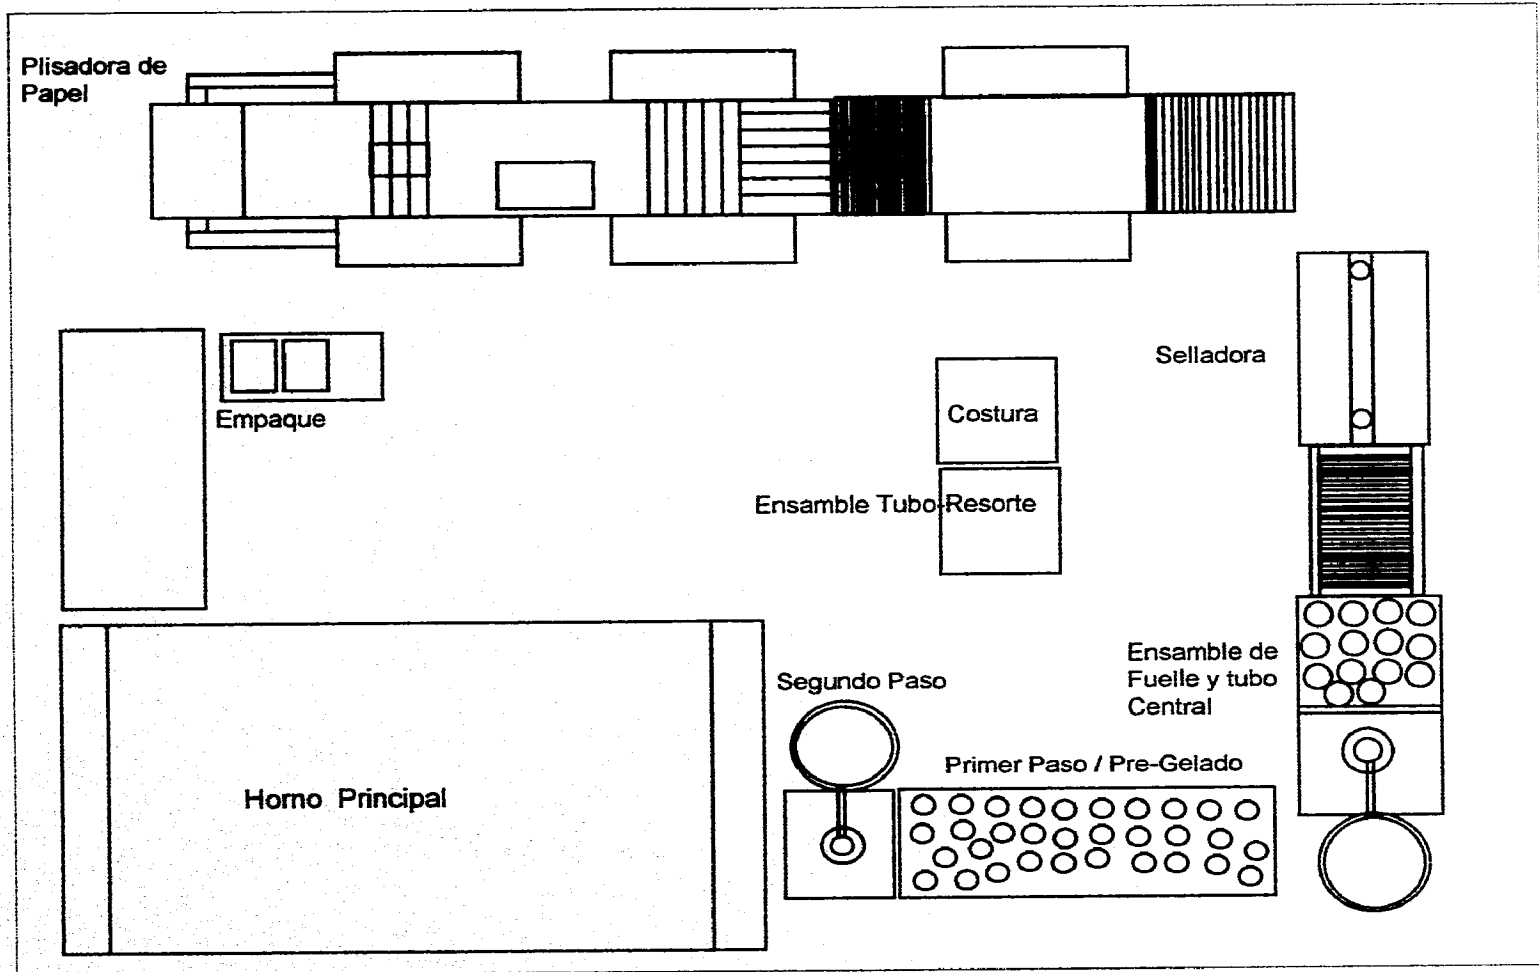 Plisadora de
Papel
Selladora
Empaque
Costura
Ensamble Tubo-Resorte
Ensamble de
Fuelle y tubo
Central
Segundo Paso
Primer Paso / Pre-Gelado
Horno Principal